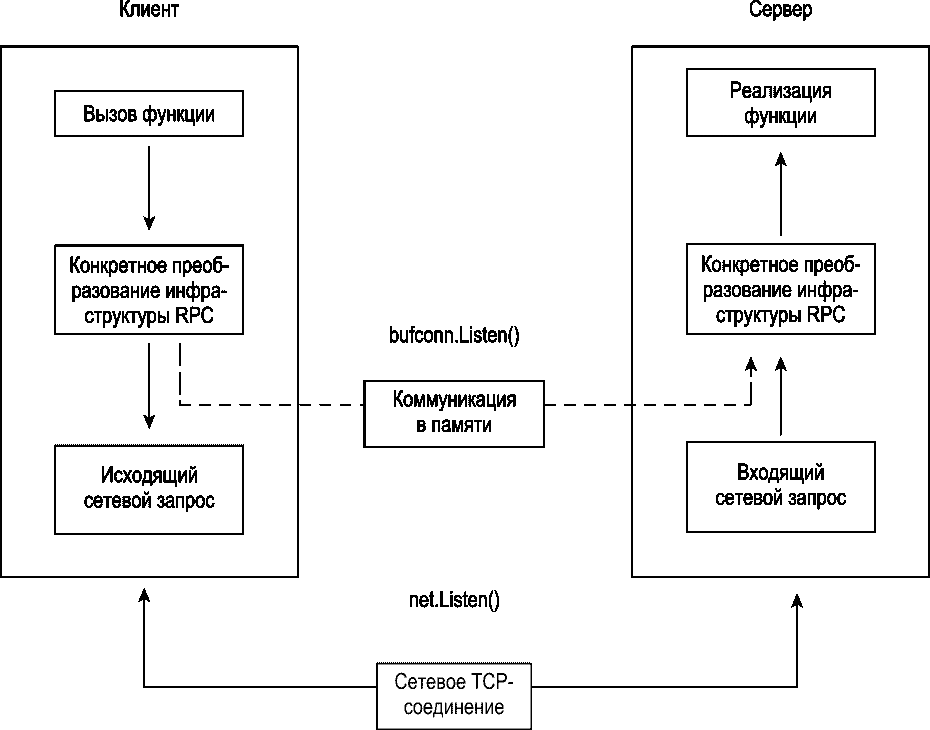 Клиент
Сервер
Вызов функции
Реализация
функции
Конкретное преоб-
разование инфра-
структуры RPC
Конкретное преоб-
разование инфра-
структуры RPC
bufconn.Listen()
Коммуникация
в памяти
Исходящий
сетевой запрос
Входящий
сетевой запрос
net.Listen()
Сетевое TCP-
соединение